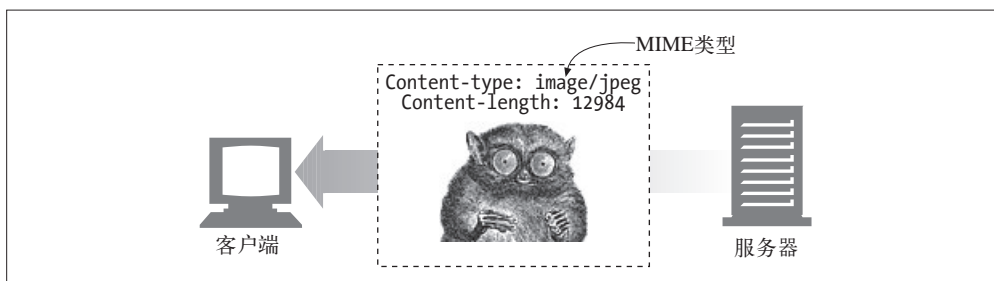 MIME类型
Content-type: image/jpeg
Content-length: 12984
客户端
服务器